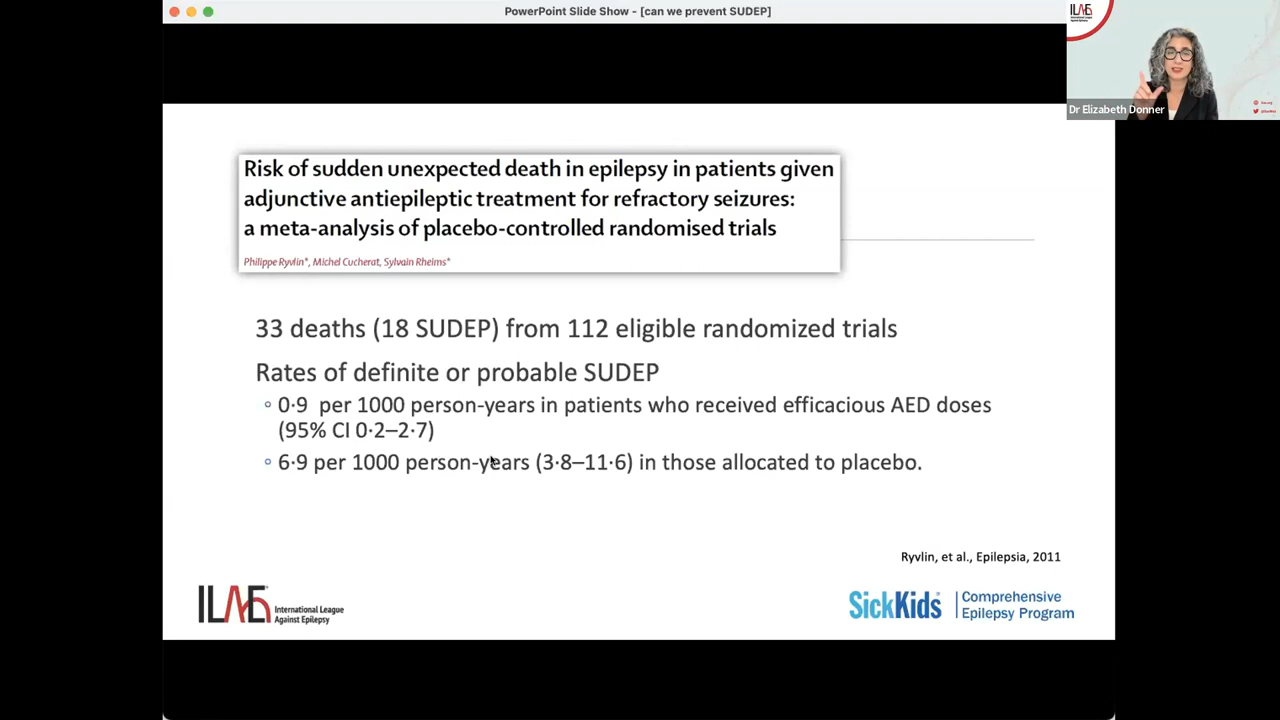 PowerPoint Slide Show - [can we prevent SUDEP]
ILAE
Dr Elizabeth Donner
Risk of sudden unexpected death in epilepsy in patients given
adjunctive antiepileptic treatment for refractory seizures:
a meta-analysis of placebo-controlled randomised trials
Philippe Ryvlin*, Michel Cucherat, Sylvain Rheims*
33 deaths (18 SUDEP) from 112 eligible randomized trials
Rates of definite or probable SUDEP
0·9 per 1000 person-years in patients who received efficacious AED doses
(95% CI 0·2–2·7)
6·9 per 1000 person-years (3·8–11·6) in those allocated to placebo.
Ryvlin, et al., Epilepsia, 2011
ILAE International League
Against Epilepsy
SickKids Comprehensive
Epilepsy Program